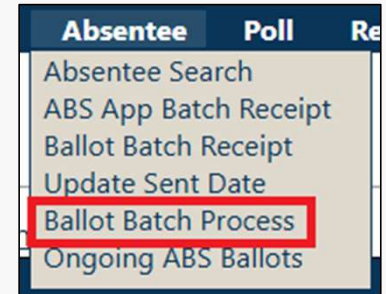 Absentee Poll Re
Absentee Search
ABS App Batch Receipt
Ballot Batch Receipt
Update Sent Date
Ballot Batch Process
Ongoing ABS Ballots